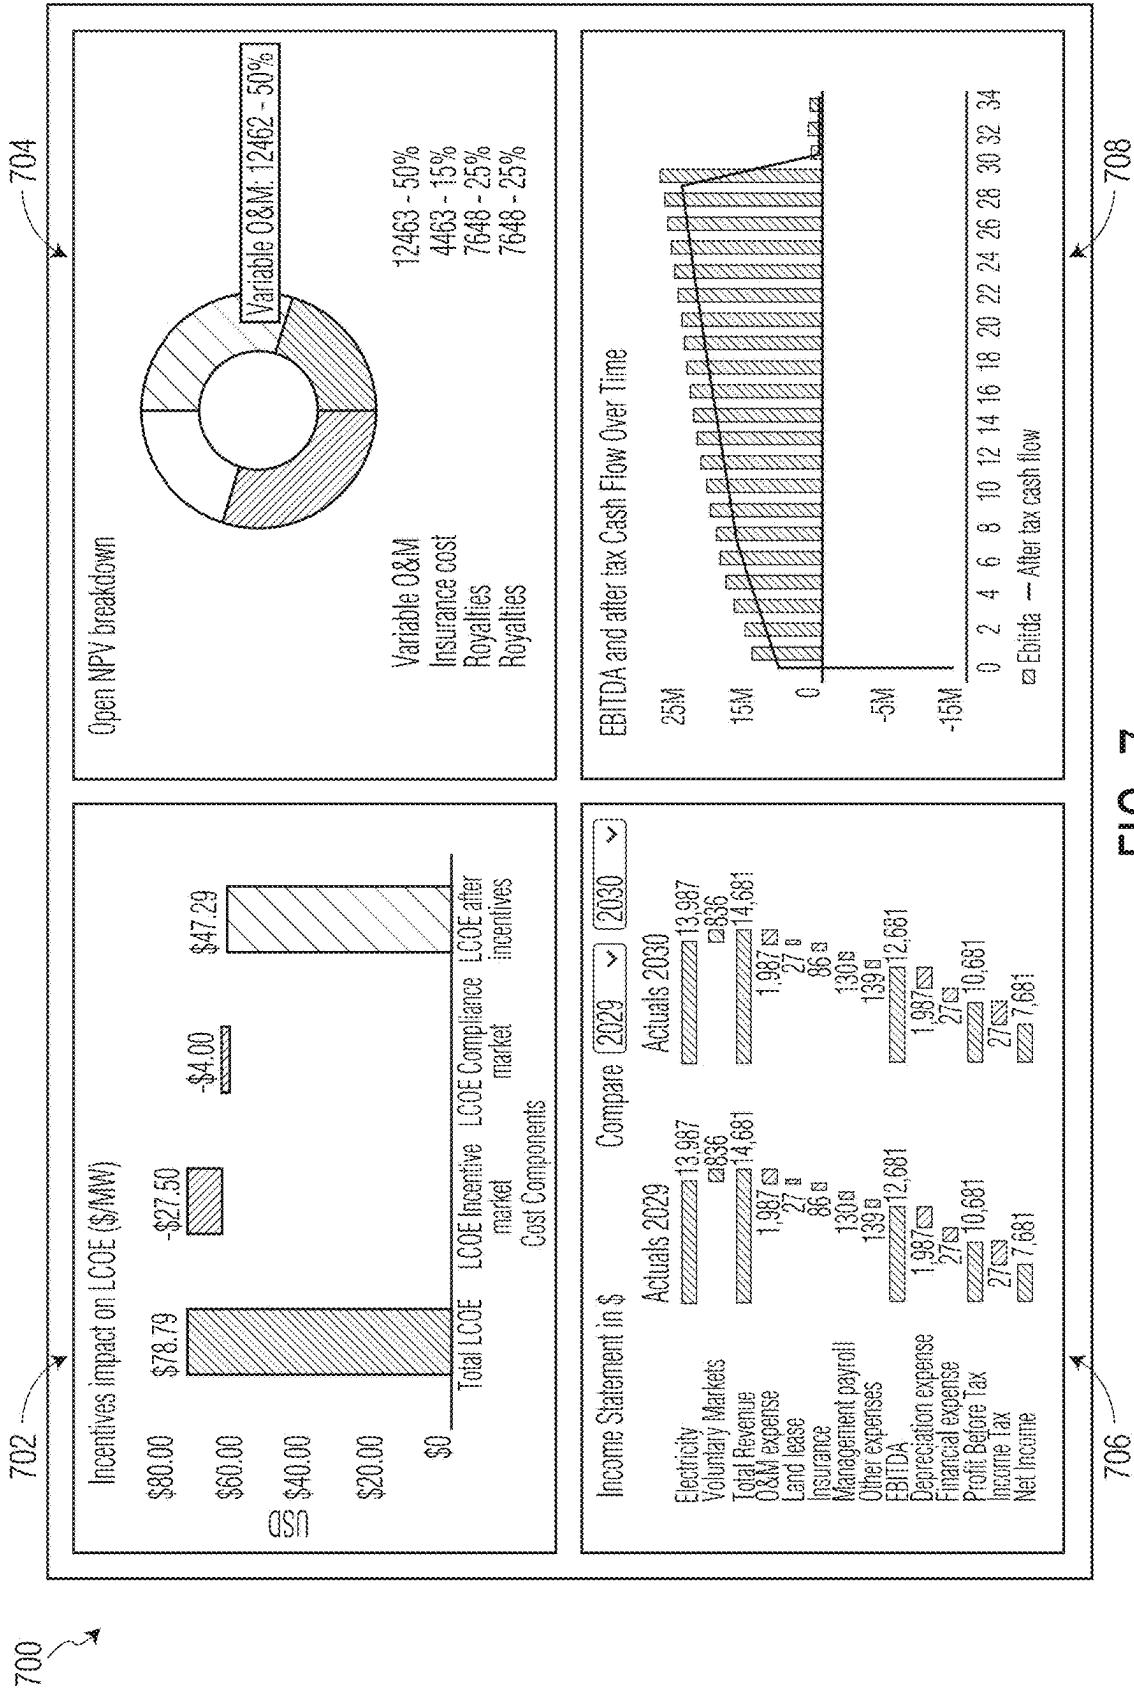 700
702
Incentives impact on LCOE ($/MW)
$80.00
$60.00
$40.00
$20.00
$0
USD
$78.79
-$27.50
-$4.00
$47.29
Total LCOE
LCOE Incentive market
LCOE Compliance market
LCOE after incentives
Cost Components
704
Open NPV breakdown
Variable O&M: 12462 - 50%
Variable O&M 12463 - 50%
Insurance cost 4463 - 15%
Royalties 7648 - 25%
Royalties 7648 - 25%
706
Income Statement in $ Compare 2029 2030
Actuals 2029 Actuals 2030
Electricity 13,987 13,987
Voluntary Markets 836 836
Total Revenue 14,681 14,681
O&M expense 1,987 1,987
Land lease 27 27
Insurance 86 86
Management payroll 130 130
Other expenses 139 139
EBITDA 12,681 12,681
Depreciation expense 1,987 1,987
Financial expense 27 27
Profit Before Tax 10,681 10,681
Income Tax 27 27
Net Income 7,681 7,681
708
EBITDA and after tax Cash Flow Over Time
25M
15M
0
-5M
-15M
0 2 4 6 8 10 12 14 16 18 20 22 24 26 28 30 32 34
Ebitda After tax cash flow